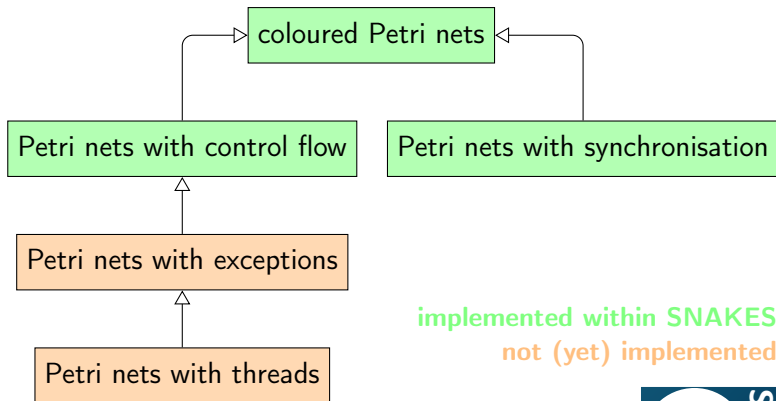 coloured Petri nets
Petri nets with control flow
Petri nets with synchronisation
Petri nets with exceptions
implemented within SNAKES
not (yet) implemented
Petri nets with threads